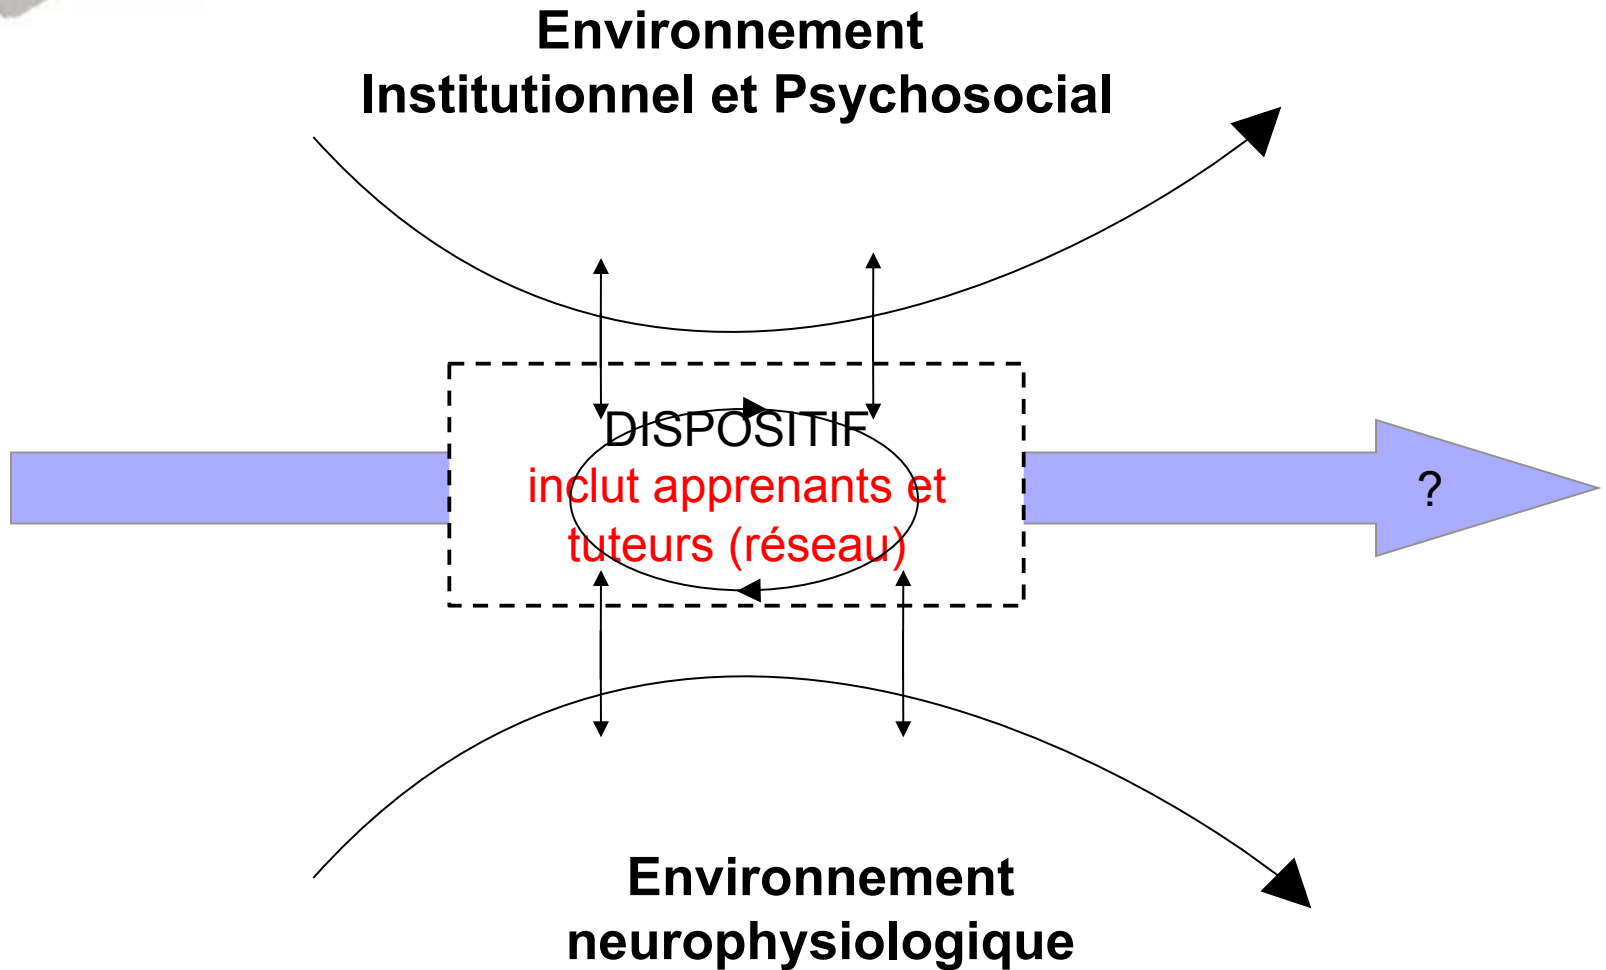 Environnement
Institutionnel et Psychosocial
DISPOSITIF
inclut apprenants et
tuteurs (réseau)
?
Environnement
neurophysiologique